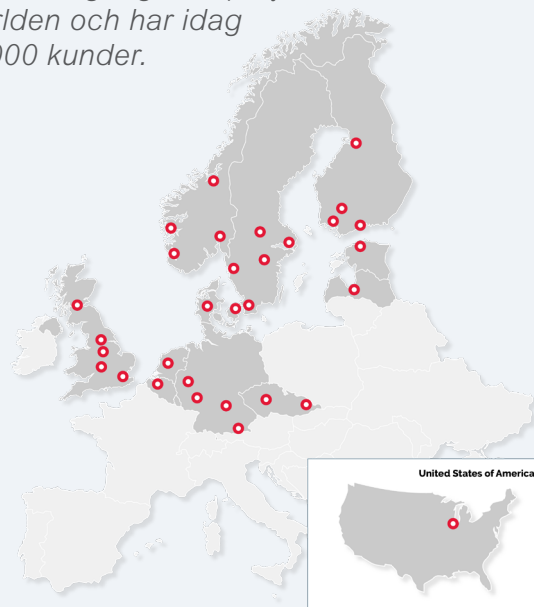 rlden och har idag
000 kunder.
United States of America